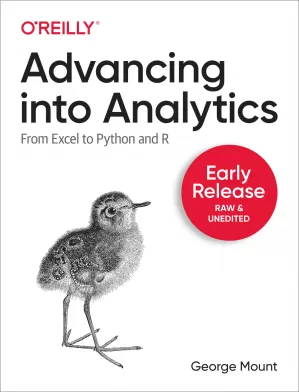 O'REILLY®
Advancing
into Analytics
From Excel to Python and R
Early
Release
RAW &
UNEDITED
George Mount